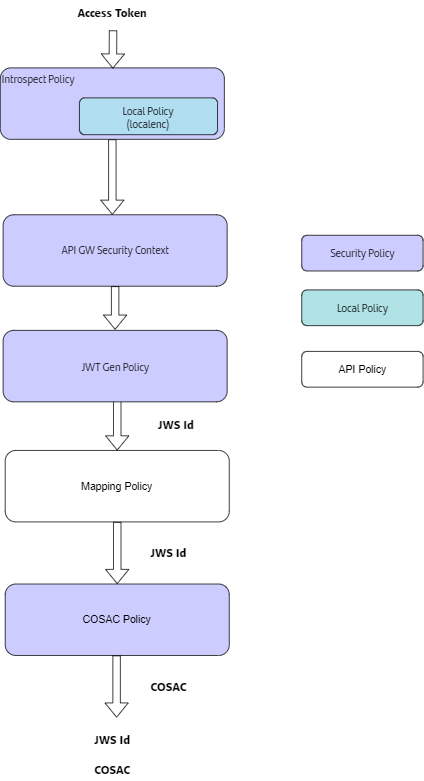 Access Token
Introspect Policy
Local Policy
(localenc)
API GW Security Context
Security Policy
Local Policy
JWT Gen Policy
API Policy
JWS Id
Mapping Policy
JWS Id
COSAC Policy
COSAC
JWS Id
COSAC